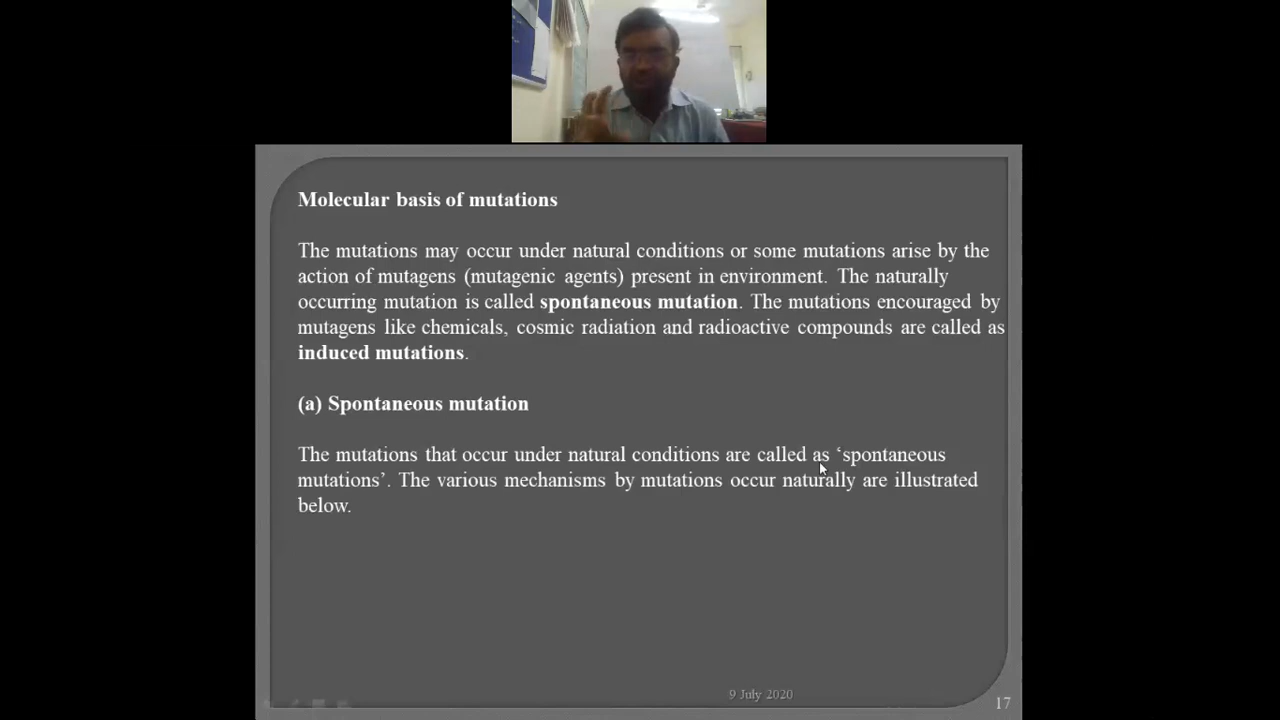 Molecular basis of mutations
The mutations may occur under natural conditions or some mutations arise by the
action of mutagens (mutagenic agents) present in environment. The naturally
occurring mutation is called spontaneous mutation. The mutations encouraged by
mutagens like chemicals, cosmic radiation and radioactive compounds are called as
induced mutations.
(a) Spontaneous mutation
The mutations that occur under natural conditions are called as ‘spontaneous
mutations’. The various mechanisms by mutations occur naturally are illustrated
below.
9 July 2020
17